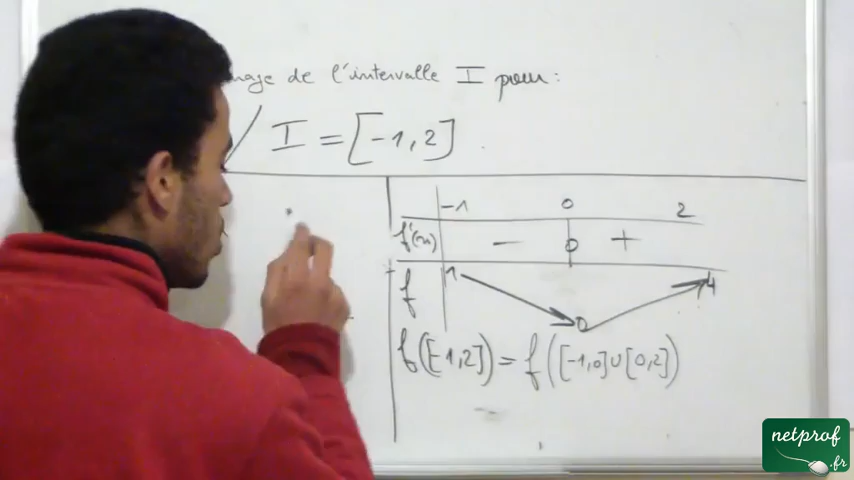 de l'intervalle I pour :
I = [-1, 2] .
-1 0 2
f'(x) - 0 +
f 1 0 4
f([-1,2]) = f([-1,0]∪[0,2])
netprof
.fr